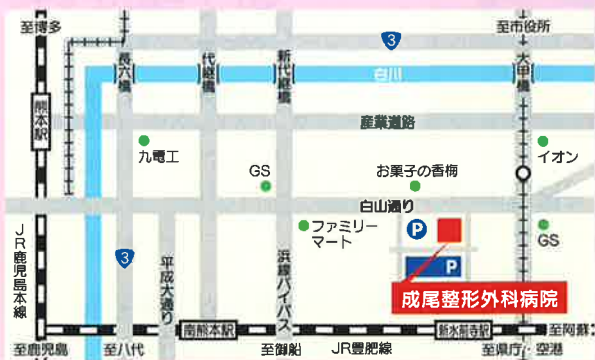 至博多
至市役所
3
長六橋
代継橋
新代継橋
白川
大甲橋
熊本駅
産業道路
九電工
イオン
GS
お菓子の香梅
白山通り
ファミリー
マート
P
GS
JR鹿児島本線
3
平成大通り
浜線バイパス
P
成尾整形外科病院
南熊本駅
新水前寺駅
至阿蘇
至鹿児島
至八代
至御船
JR豊肥線
至県庁・空港